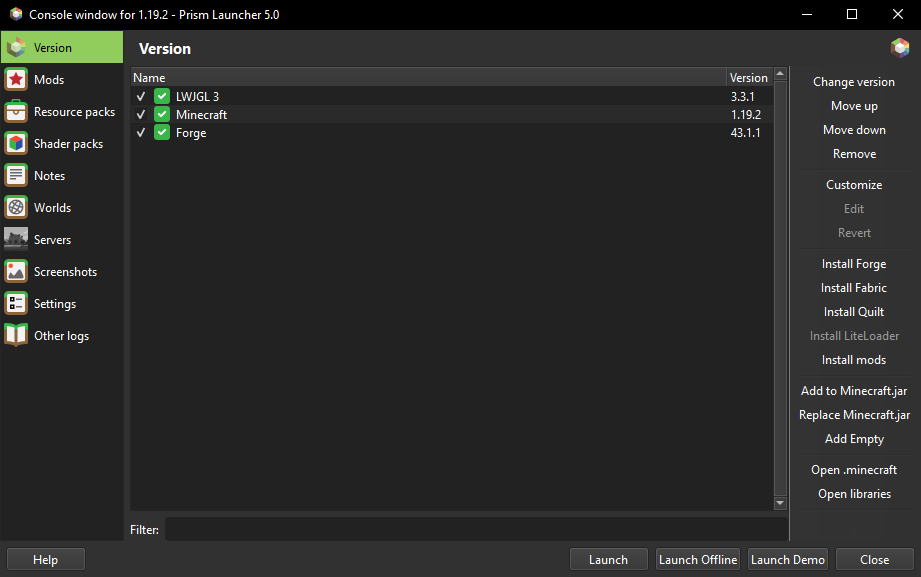 Console window for 1.19.2 - Prism Launcher 5.0
Version
Mods
Resource packs
Shader packs
Notes
Worlds
Servers
Screenshots
Settings
Other logs
Version
Name Version
LWJGL 3 3.3.1
Minecraft 1.19.2
Forge 43.1.1
Filter:
Change version
Move up
Move down
Remove
Customize
Edit
Revert
Install Forge
Install Fabric
Install Quilt
Install LiteLoader
Install mods
Add to Minecraft.jar
Replace Minecraft.jar
Add Empty
Open .minecraft
Open libraries
Help Launch Launch Offline Launch Demo Close